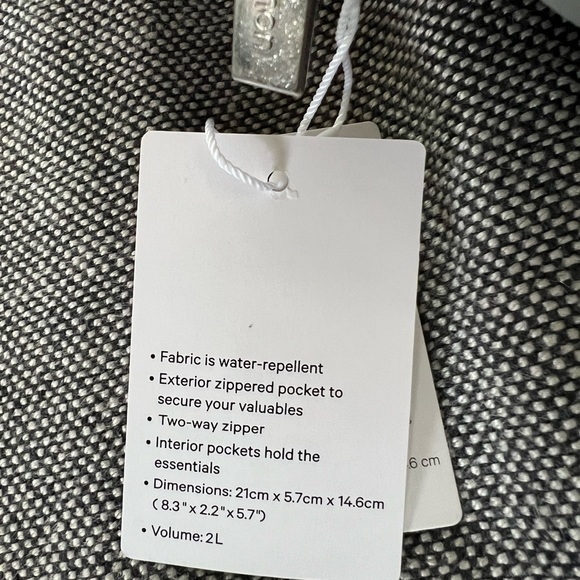 • Fabric is water-repellent
• Exterior zippered pocket to
secure your valuables
• Two-way zipper
• Interior pockets hold the
essentials
• Dimensions: 21cm x 5.7cm x 14.6cm
( 8.3" x 2.2" x 5.7")
• Volume: 2L
.6 cm